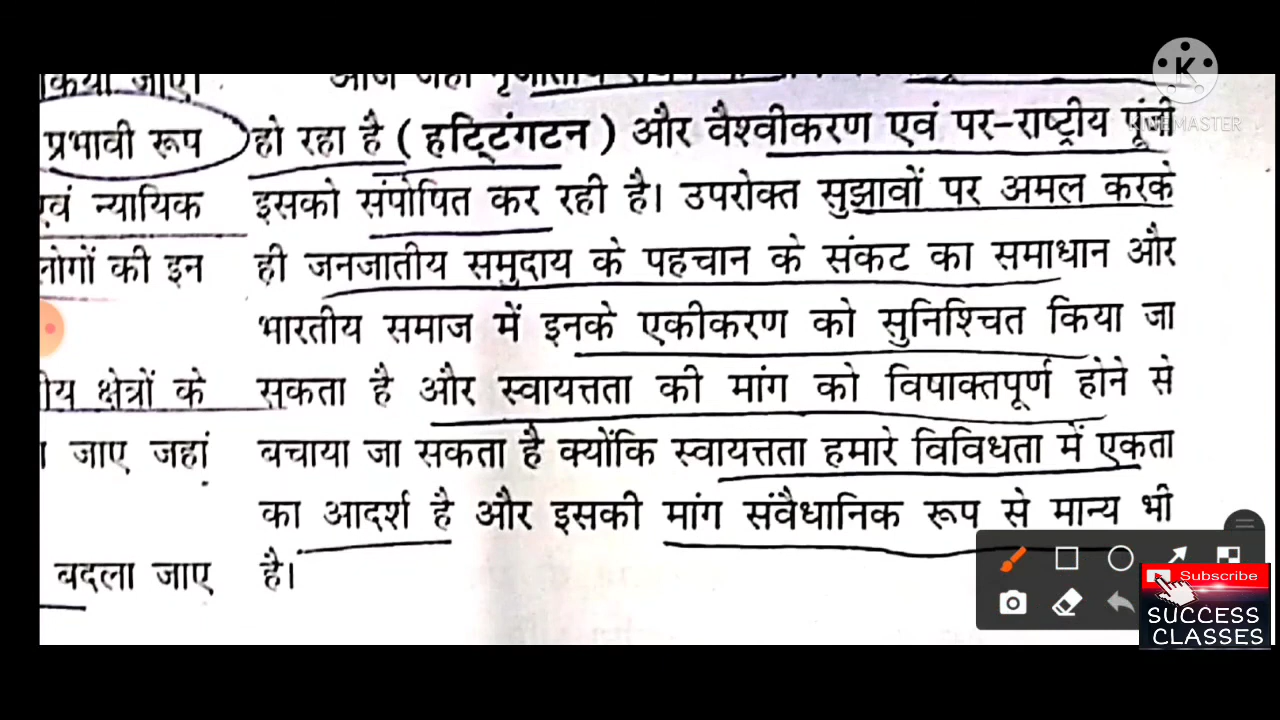 किया जाए।
प्रभावी रूप
एवं न्यायिक
लोगों की इन
क्षेत्रों के
जाए जहां
बदला जाए
आज जहां
हो रहा है (हटि्टंगटन) और वैश्वीकरण एवं पर-राष्ट्रीय पूंजी
इसको संपोषित कर रही है। उपरोक्त सुझावों पर अमल करके
ही जनजातीय समुदाय के पहचान के संकट का समाधान और
भारतीय समाज में इनके एकीकरण को सुनिश्चित किया जा
सकता है और स्वायत्तता की मांग को विषाक्तपूर्ण होने से
बचाया जा सकता है क्योंकि स्वायत्तता हमारे विविधता में एकता
का आदर्श है और इसकी मांग संवैधानिक रूप से मान्य भी
है।
K
KINEMASTER
Subscribe
SUCCESS
CLASSES